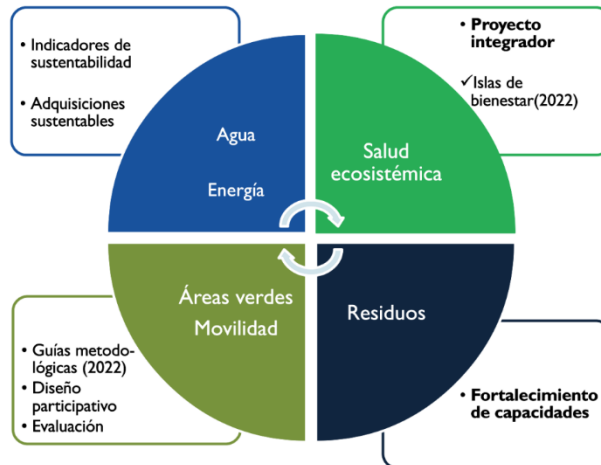 • Indicadores de
sustentabilidad
• Adquisiciones
sustentables
• Proyecto
integrador
✓Islas de
bienestar(2022)
Agua
Energía
Salud
ecosistémica
Áreas verdes
Movilidad
Residuos
• Guías metodo-
lógicas (2022)
• Diseño
participativo
• Evaluación
• Fortalecimiento
de capacidades